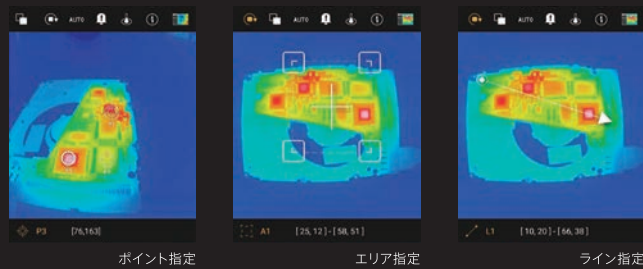 AUTO
AUTO
AUTO
P3 [76,163]
A1 [25, 12] - [58, 51]
L1 [10, 20] - [66, 38]
ポイント指定
エリア指定
ライン指定